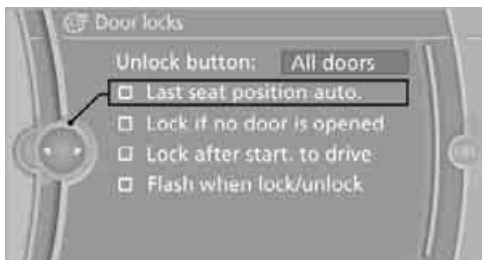 Door locks
Unlock button: All doors
Last seat position auto.
Lock if no door is opened
Lock after start. to drive
Flash when lock/unlock